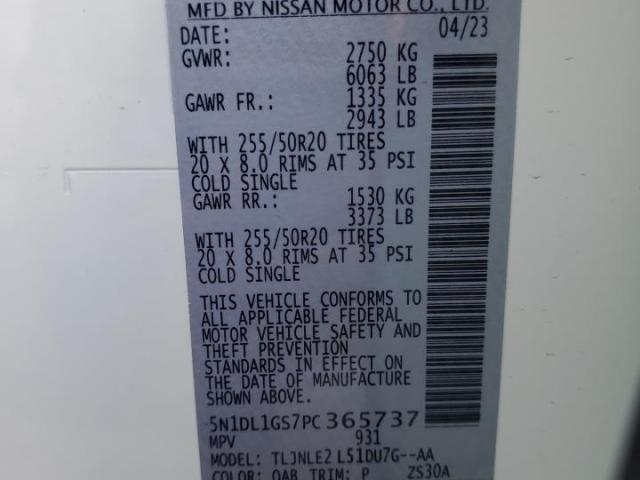 MFD BY NISSAN MOTOR CO., LTD.
DATE: 04/23
GVWR: 2750 KG
6063 LB
GAWR FR.: 1335 KG
2943 LB
WITH 255/50R20 TIRES
20 X 8.0 RIMS AT 35 PSI
COLD SINGLE
GAWR RR.: 1530 KG
3373 LB
WITH 255/50R20 TIRES
20 X 8.0 RIMS AT 35 PSI
COLD SINGLE
THIS VEHICLE CONFORMS TO
ALL APPLICABLE FEDERAL
MOTOR VEHICLE SAFETY AND
THEFT PREVENTION
STANDARDS IN EFFECT ON
THE DATE OF MANUFACTURE
SHOWN ABOVE.
5N1DL1GS7PC365737
MPV 931
MODEL: TLJNLE2 L51DU7G--AA
COLOR: QAB TRIM: P ZS30A